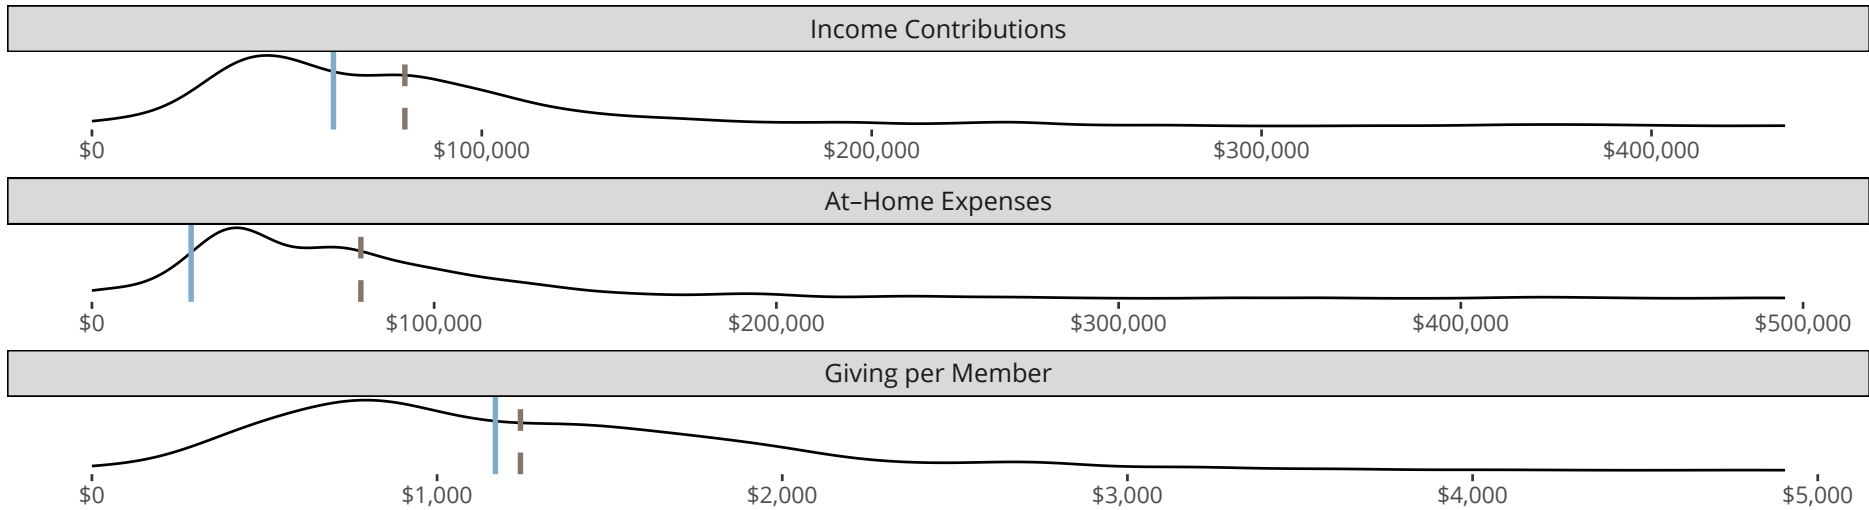 Income Contributions
$0 $100,000 $200,000 $300,000 $400,000
At–Home Expenses
$0 $100,000 $200,000 $300,000 $400,000 $500,000
Giving per Member
$0 $1,000 $2,000 $3,000 $4,000 $5,000